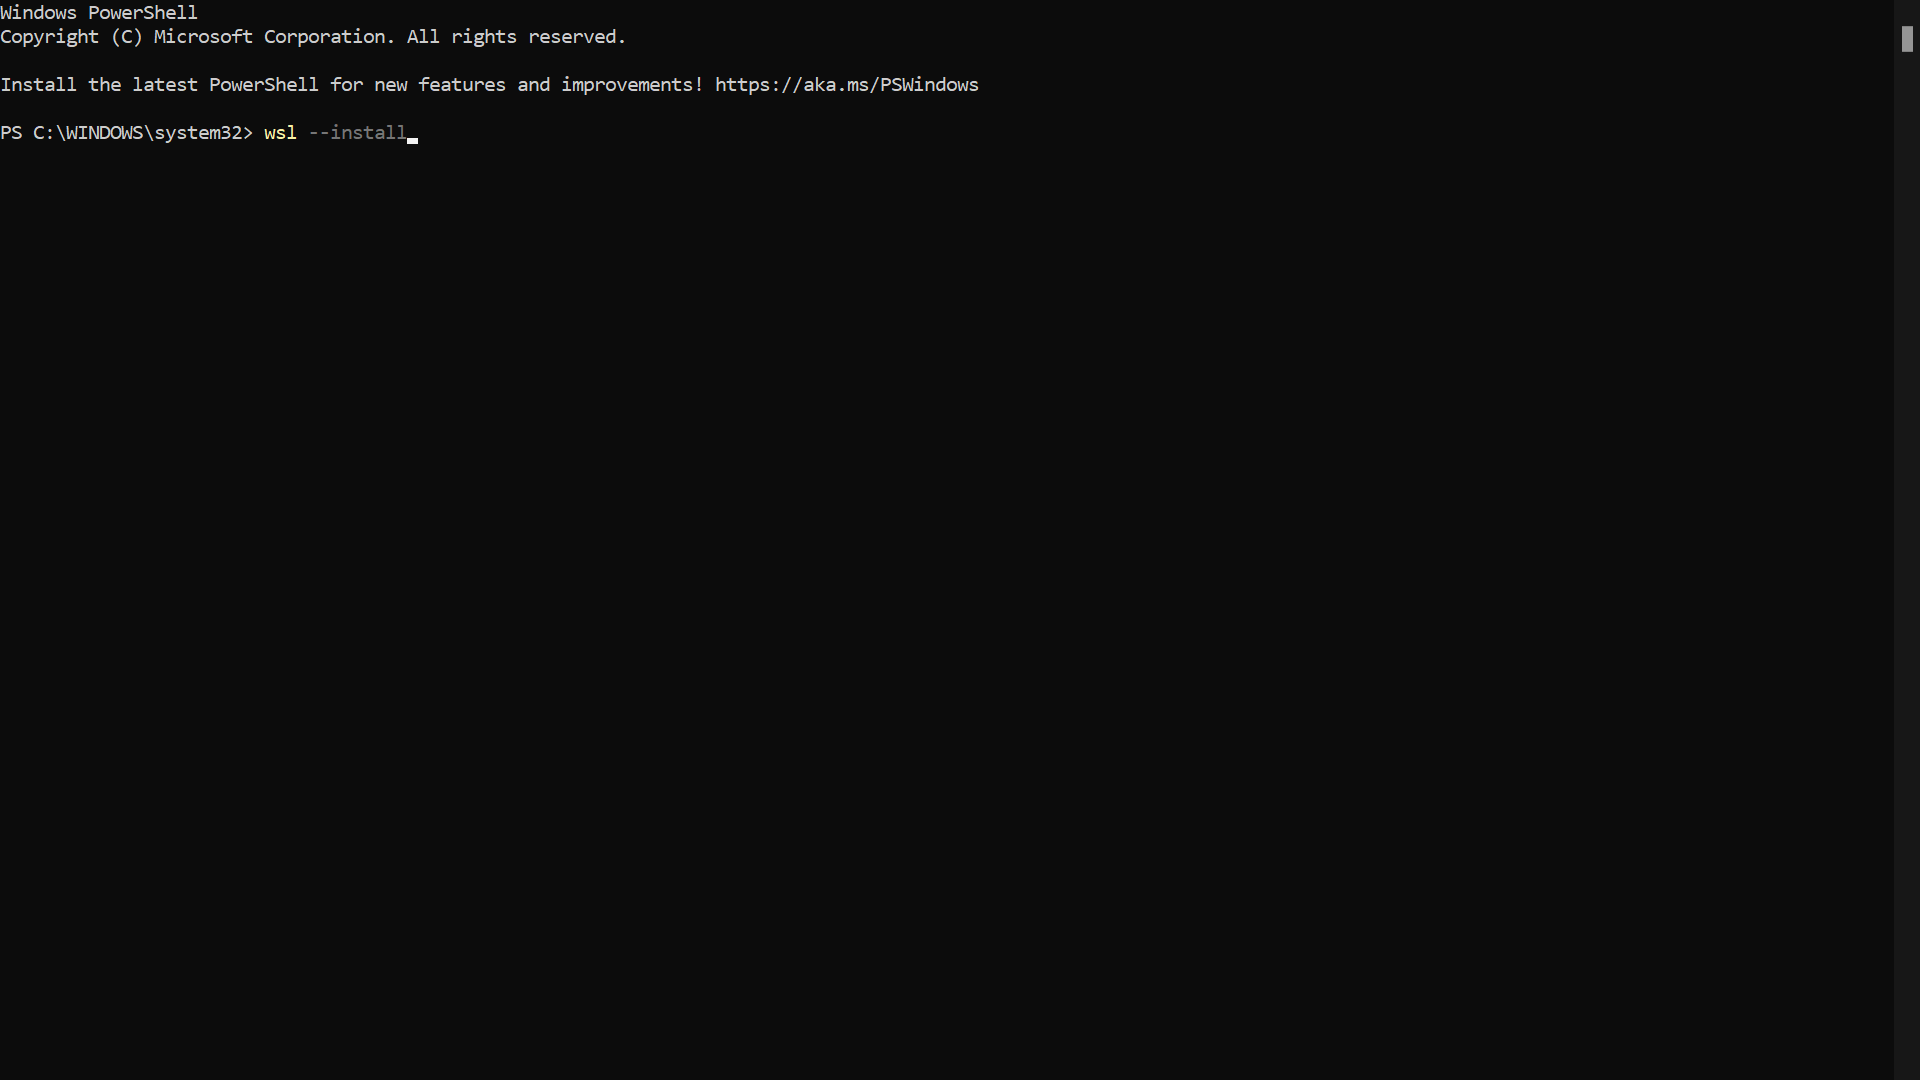 Windows PowerShell
Copyright (C) Microsoft Corporation. All rights reserved.
Install the latest PowerShell for new features and improvements! https://aka.ms/PSWindows
PS C:\WINDOWS\system32> wsl --install